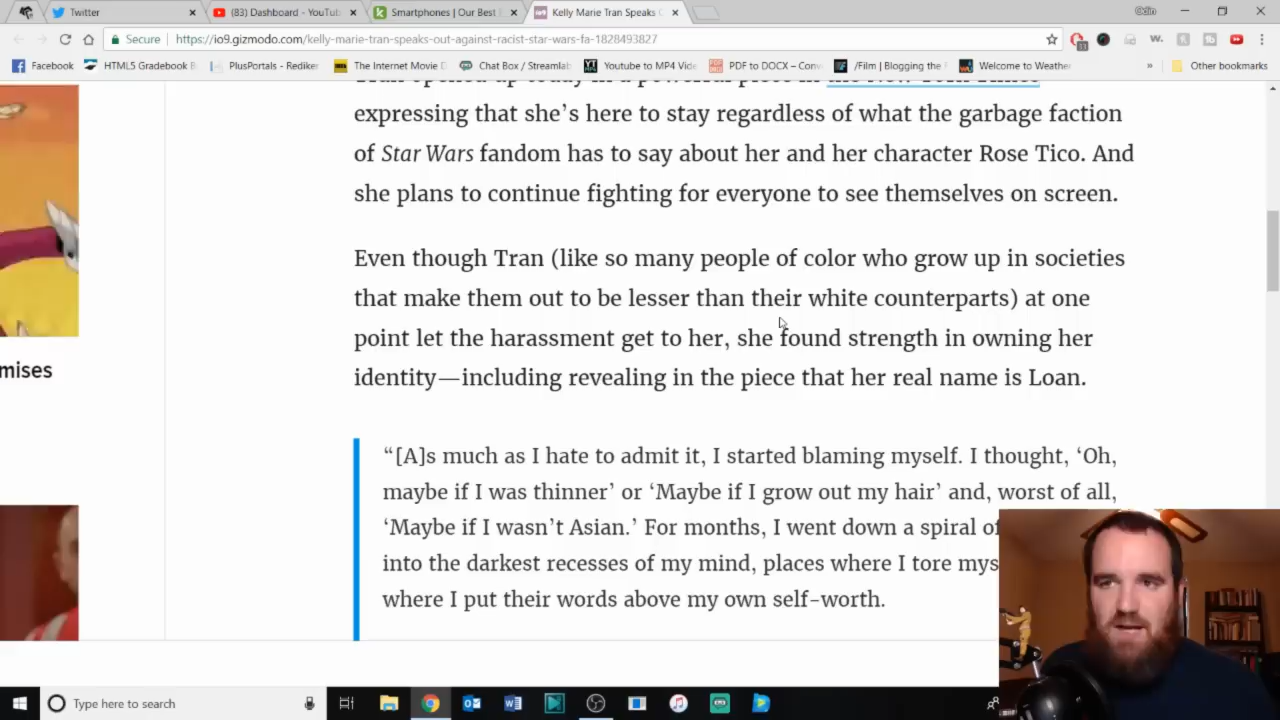 Twitter
(83) Dashboard - YouTub
Smartphones | Our Best
Kelly Marie Tran Speaks
Secure
https://io9.gizmodo.com/kelly-marie-tran-speaks-out-against-racist-star-wars-fa-1828493827
Facebook
HTML5 Gradebook
PlusPortals - Rediker
The Internet Movie
Chat Box / Streamlab
YouTube to MP4
PDF to DOCX – Conv
/Film | Blogging the
Welcome to Weather
»
Other bookmarks
expressing that she's here to stay regardless of what the garbage faction
of Star Wars fandom has to say about her and her character Rose Tico. And
she plans to continue fighting for everyone to see themselves on screen.
Even though Tran (like so many people of color who grow up in societies
that make them out to be lesser than their white counterparts) at one
point let the harassment get to her, she found strength in owning her
identity—including revealing in the piece that her real name is Loan.
mises
“[A]s much as I hate to admit it, I started blaming myself. I thought, ‘Oh,
maybe if I was thinner’ or ‘Maybe if I grow out my hair’ and, worst of all,
‘Maybe if I wasn’t Asian.’ For months, I went down a spiral of
into the darkest recesses of my mind, places where I tore mys
where I put their words above my own self-worth.
Type here to search